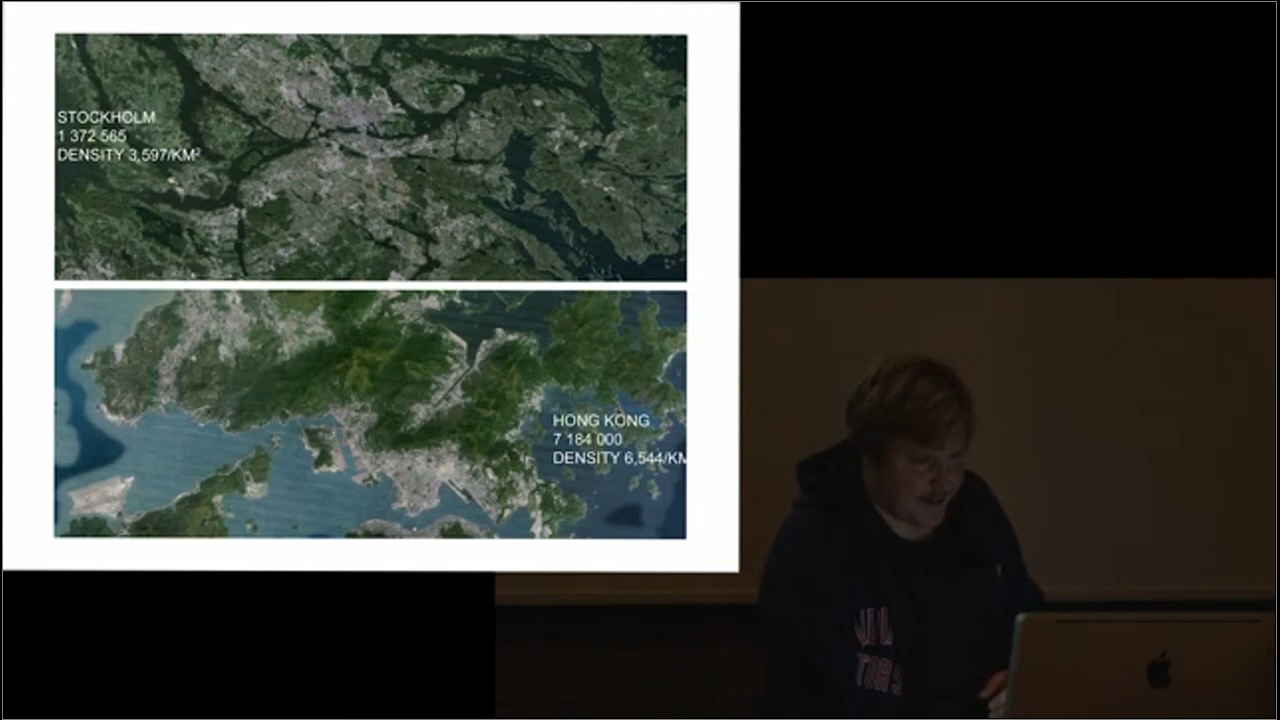 STOCKHOLM
1 372 565
DENSITY 3,597/KM²
HONG KONG
7 184 000
DENSITY 6,544/KM